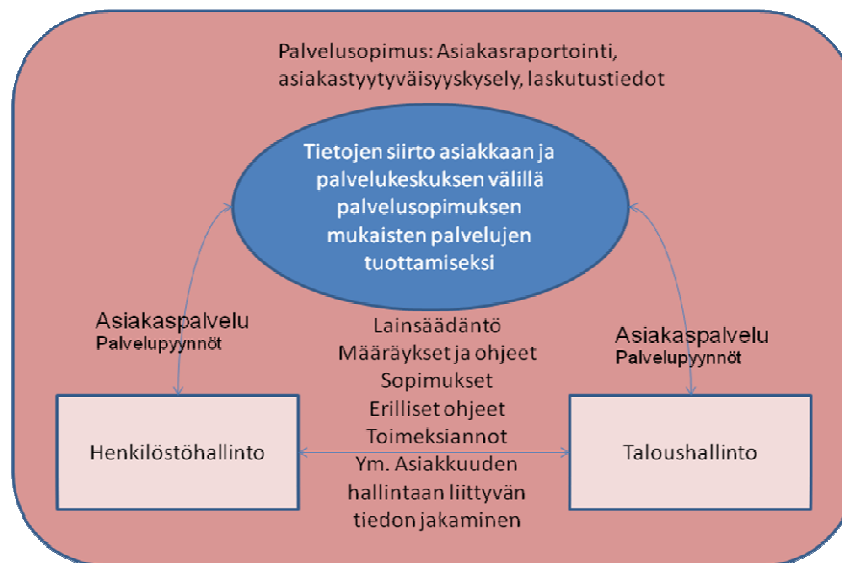 Palvelusopimus: Asiakasraportointi,
asiakastyytyväisyyskysely, laskutustiedot
Tietojen siirto asiakkaan ja
palvelukeskuksen välillä
palvelusopimuksen
mukaisten palvelujen
tuottamiseksi
Asiakaspalvelu
Palvelupyynnöt
Lainsäädäntö
Määräykset ja ohjeet
Sopimukset
Erilliset ohjeet
Toimeksiannot
Ym. Asiakkuuden
hallintaan liittyvän
tiedon jakaminen
Asiakaspalvelu
Palvelupyynnöt
Henkilöstöhallinto
Taloushallinto